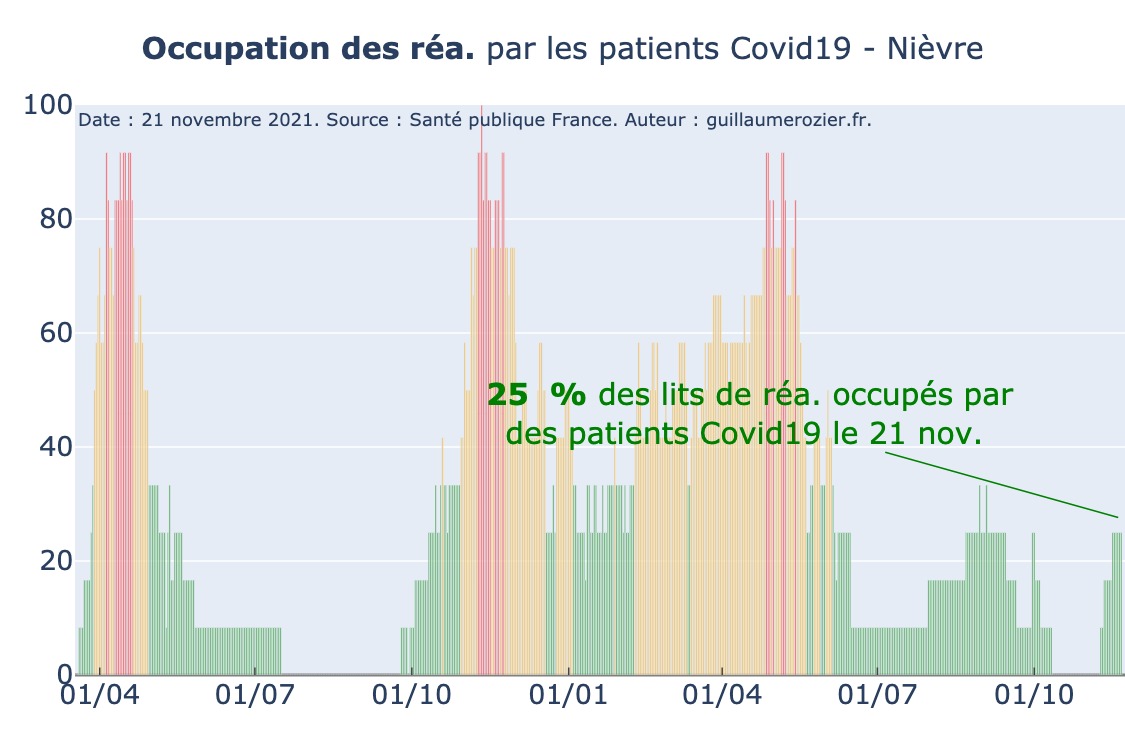 Occupation des réa. par les patients Covid19 - Nièvre
100
Date : 21 novembre 2021. Source : Santé publique France. Auteur : guillaumerozier.fr.
80
60
25 % des lits de réa. occupés par
des patients Covid19 le 21 nov.
40
20
0
01/04 01/07 01/10 01/01 01/04 01/07 01/10